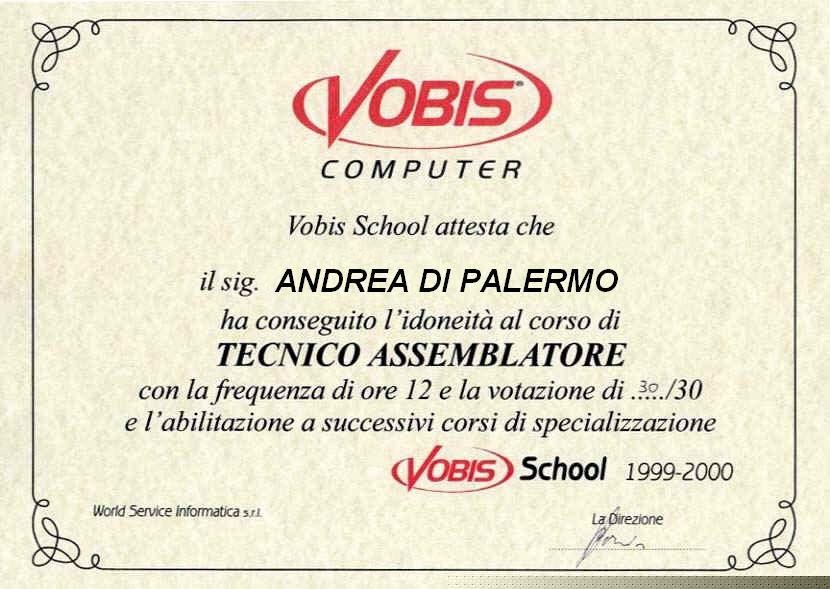 VOBIS®
COMPUTER
Vobis School attesta che
il sig. ANDREA DI PALERMO
ha conseguito l'idoneità al corso di
TECNICO ASSEMBLATORE
con la frequenza di ore 12 e la votazione di .30./30
e l'abilitazione a successivi corsi di specializzazione
VOBIS School 1999-2000
World Service Informatica s.r.l.
La Direzione